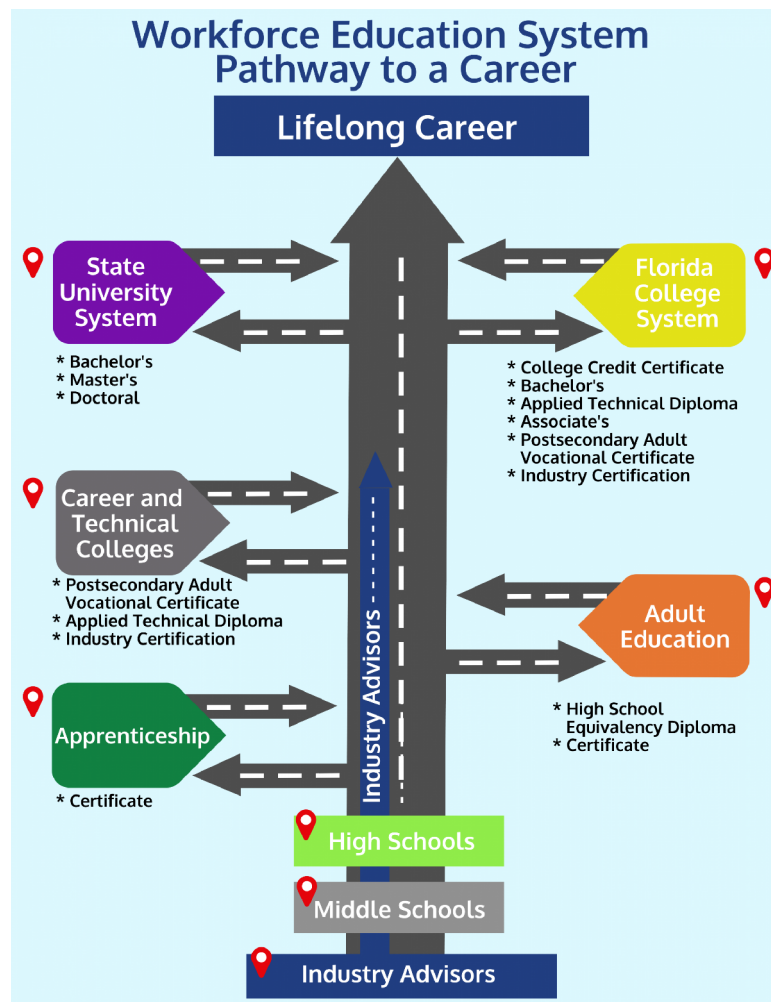 Workforce Education System
Pathway to a Career
Lifelong Career
State
University
System
* Bachelor's
* Master's
* Doctoral
Florida
College
System
* College Credit Certificate
* Bachelor's
* Applied Technical Diploma
* Associate's
* Postsecondary Adult
Vocational Certificate
* Industry Certification
Career and
Technical
Colleges
* Postsecondary Adult
Vocational Certificate
* Applied Technical Diploma
* Industry Certification
Adult
Education
* High School
Equivalency Diploma
* Certificate
Apprenticeship
* Certificate
Industry Advisors
High Schools
Middle Schools
Industry Advisors